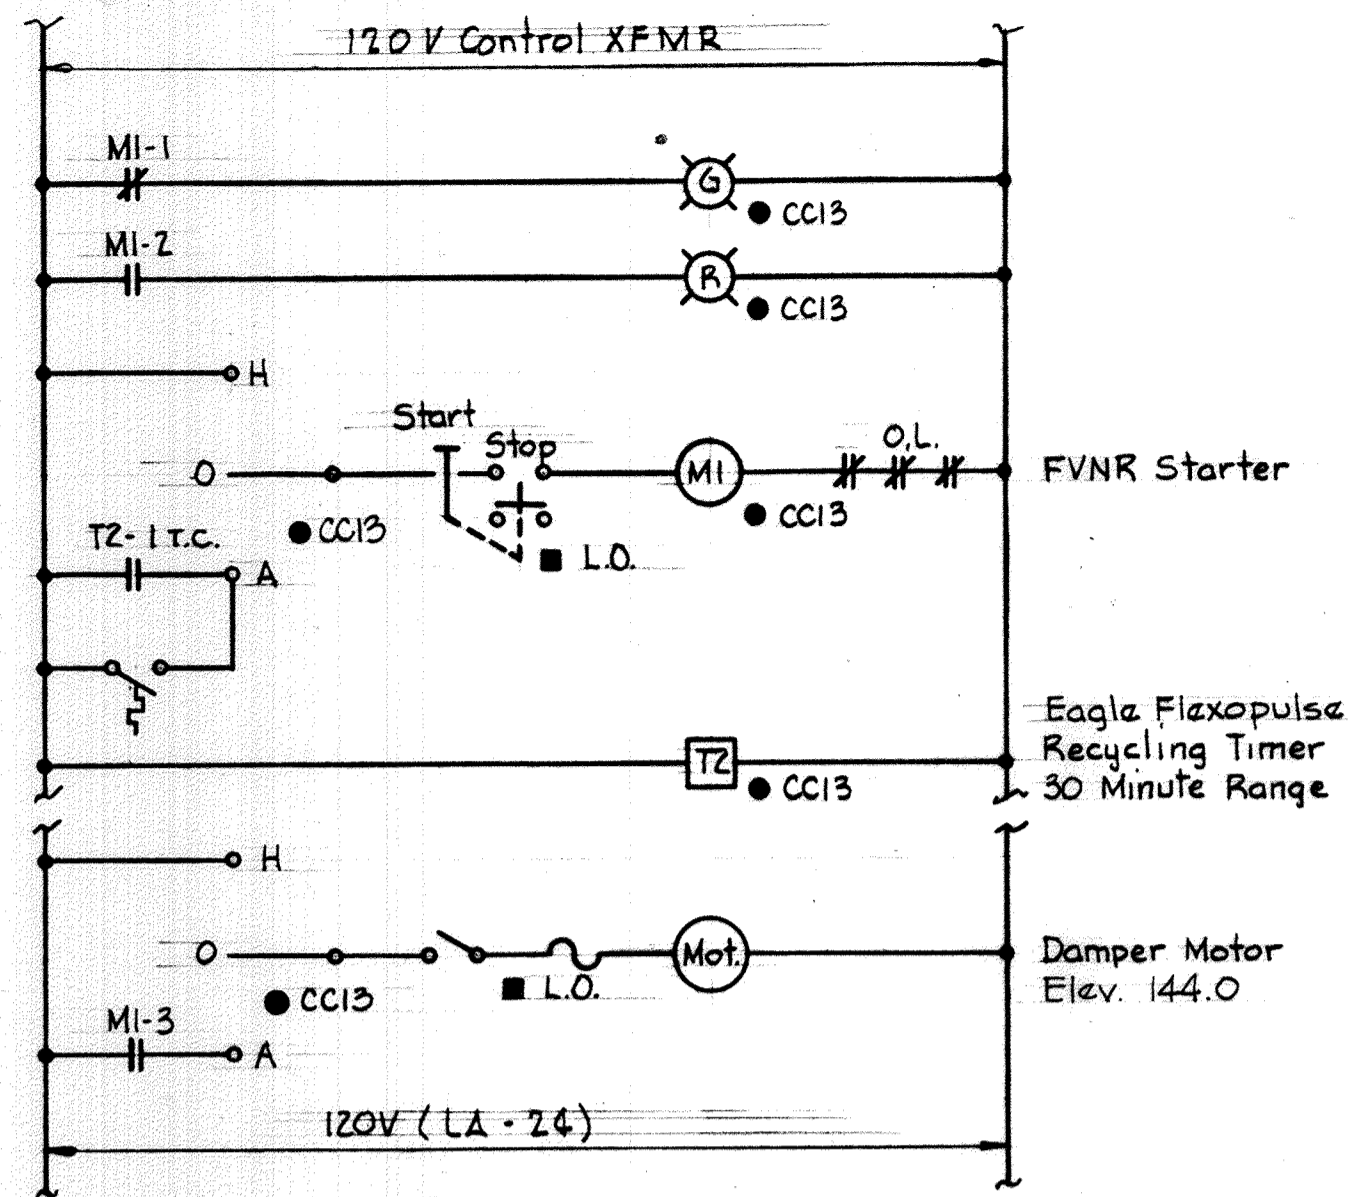 120 V Control XFMR
M1-1
G
CC13
M1-2
R
CC13
H
Start
Stop
O.L.
O
M1
FVNR Starter
CC13
CC13
T2-1 T.C.
L.O.
A
Eagle Flexopulse
T2
Recycling Timer
CC13
30 Minute Range
H
O
Mot.
Damper Motor
CC13
L.O.
Elev. 144.0
M1-3
A
120V (LA - 24)